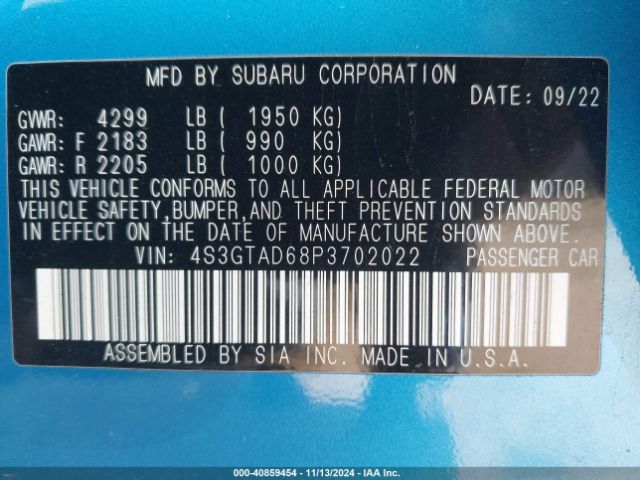 MFD BY SUBARU CORPORATION
DATE: 09/22
GVWR: 4299 LB ( 1950 KG)
GAWR: F 2183 LB ( 990 KG)
GAWR: R 2205 LB ( 1000 KG)
THIS VEHICLE CONFORMS TO ALL APPLICABLE FEDERAL MOTOR
VEHICLE SAFETY,BUMPER,AND THEFT PREVENTION STANDARDS
IN EFFECT ON THE DATE OF MANUFACTURE SHOWN ABOVE.
VIN: 4S3GTAD68P3702022 PASSENGER CAR
ASSEMBLED BY SIA INC. MADE IN U.S.A.
000-40859454 - 11/13/2024 - IAA Inc.